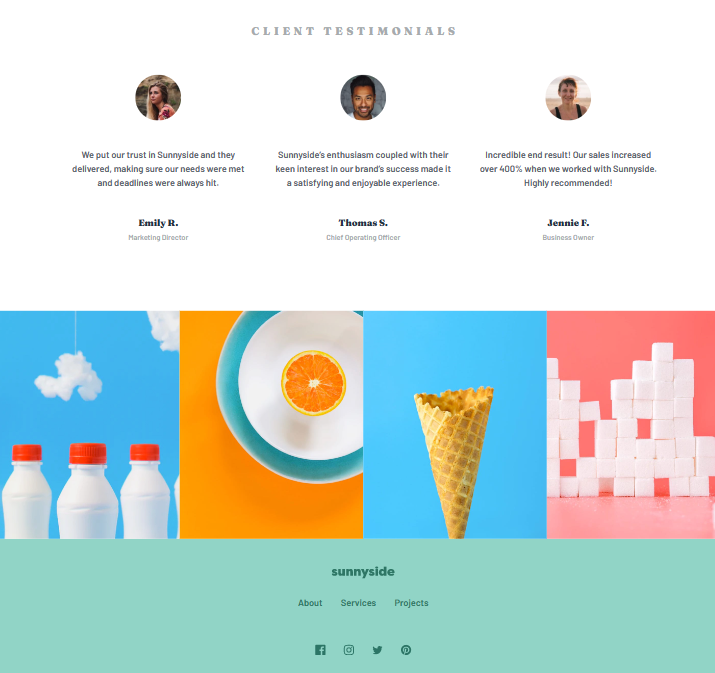 CLIENT TESTIMONIALS
We put our trust in Sunnyside and they
delivered, making sure our needs were met
and deadlines were always hit.
Emily R.
Marketing Director
Sunnyside's enthusiasm coupled with their
keen interest in our brand's success made it
a satisfying and enjoyable experience.
Thomas S.
Chief Operating Officer
Incredible end result! Our sales increased
over 400% when we worked with Sunnyside.
Highly recommended!
Jennie F.
Business Owner
sunnyside
About Services Projects